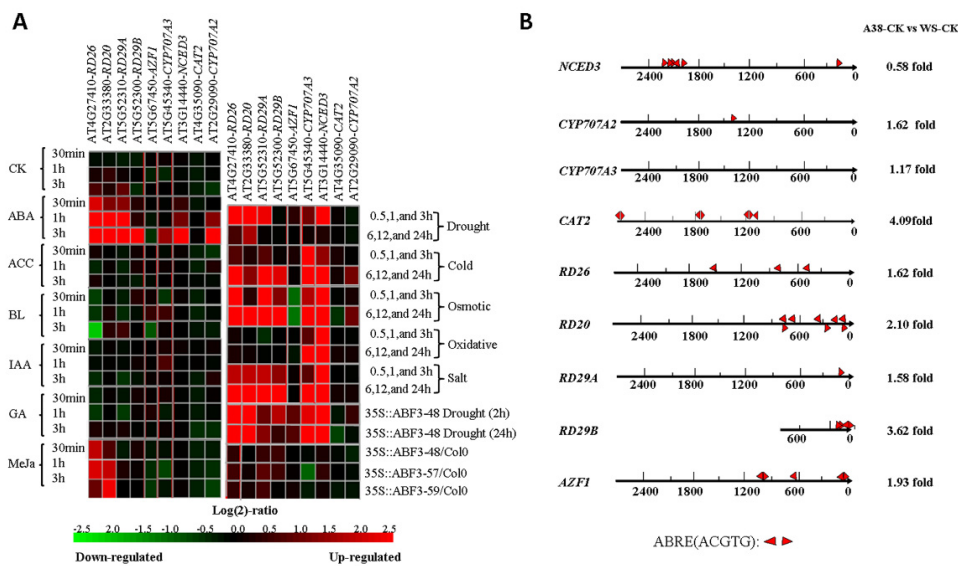 A
B
A38-CK vs WS-CK
AT4G27410-RD26
AT2G33380-RD20
AT5G52310-RD29A
AT5G52300-RD29B
AT5G67450-AZF1
AT5G45340-CYP707A3
AT3G14440-NCED3
AT4G35090-CAT2
AT2G29090-CYP707A2
AT4G27410-RD26
AT2G33380-RD20
AT5G52310-RD29A
AT5G52300-RD29B
AT5G67450-AZF1
AT5G45340-CYP707A3
AT3G14440-NCED3
AT4G35090-CAT2
AT2G29090-CYP707A2
CK
30min
1h
3h
ABA
30min
1h
3h
ACC
30min
1h
3h
BL
30min
1h
3h
IAA
30min
1h
3h
GA
30min
1h
3h
MeJa
30min
1h
3h
0.5,1,and 3h
6,12,and 24h
Drought
0.5,1,and 3h
6,12,and 24h
Cold
0.5,1,and 3h
6,12,and 24h
Osmotic
0.5,1,and 3h
6,12,and 24h
Oxidative
0.5,1,and 3h
6,12,and 24h
Salt
35S::ABF3-48 Drought (2h)
35S::ABF3-48 Drought (24h)
35S::ABF3-48/Col0
35S::ABF3-57/Col0
35S::ABF3-59/Col0
Log(2)-ratio
-2.5 -2.0 -1.5 -1.0 -0.5 0.0 0.5 1.0 1.5 2.0 2.5
Down-regulated Up-regulated
NCED3 2400 1800 1200 600 0 0.58 fold
CYP707A2 2400 1800 1200 600 0 1.62 fold
CYP707A3 2400 1800 1200 600 0 1.17 fold
CAT2 2400 1800 1200 600 0 4.09fold
RD26 2400 1800 1200 600 0 1.62 fold
RD20 2400 1800 1200 600 0 2.10 fold
RD29A 2400 1800 1200 600 0 1.58 fold
RD29B 600 0 3.62 fold
AZF1 2400 1800 1200 600 0 1.93 fold
ABRE(ACGTG):